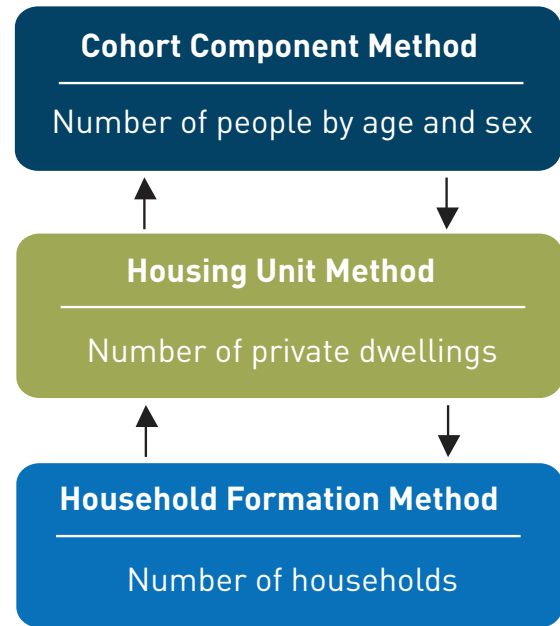 Cohort Component Method
Number of people by age and sex
Housing Unit Method
Number of private dwellings
Household Formation Method
Number of households